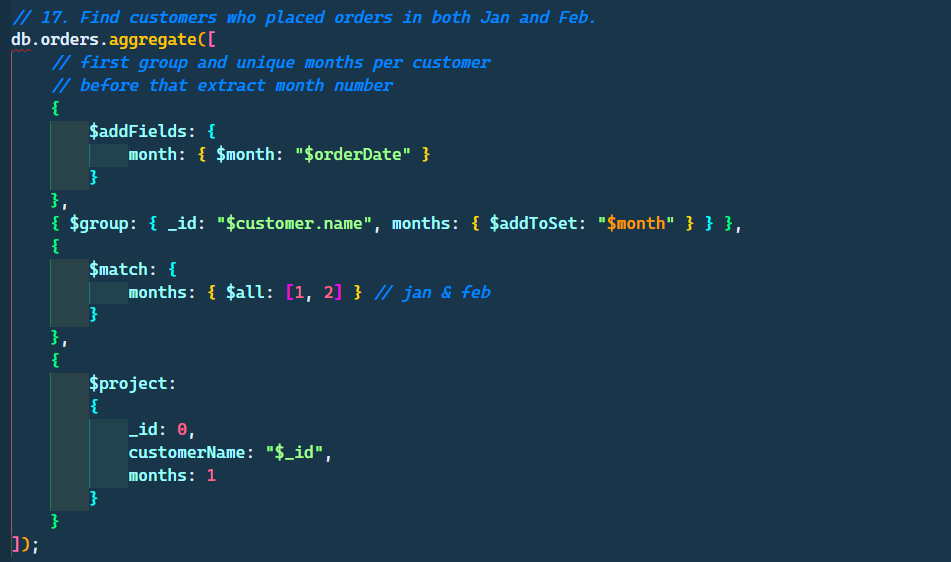 // 17. Find customers who placed orders in both Jan and Feb.
db.orders.aggregate([
    // first group and unique months per customer
    // before that extract month number
    {
        $addFields: {
            month: { $month: "$orderDate" }
        }
    },
    { $group: { _id: "$customer.name", months: { $addToSet: "$month" } } },
    {
        $match: {
            months: { $all: [1, 2] } // jan & feb
        }
    },
    {
        $project:
        {
            _id: 0,
            customerName: "$_id",
            months: 1
        }
    }
]);